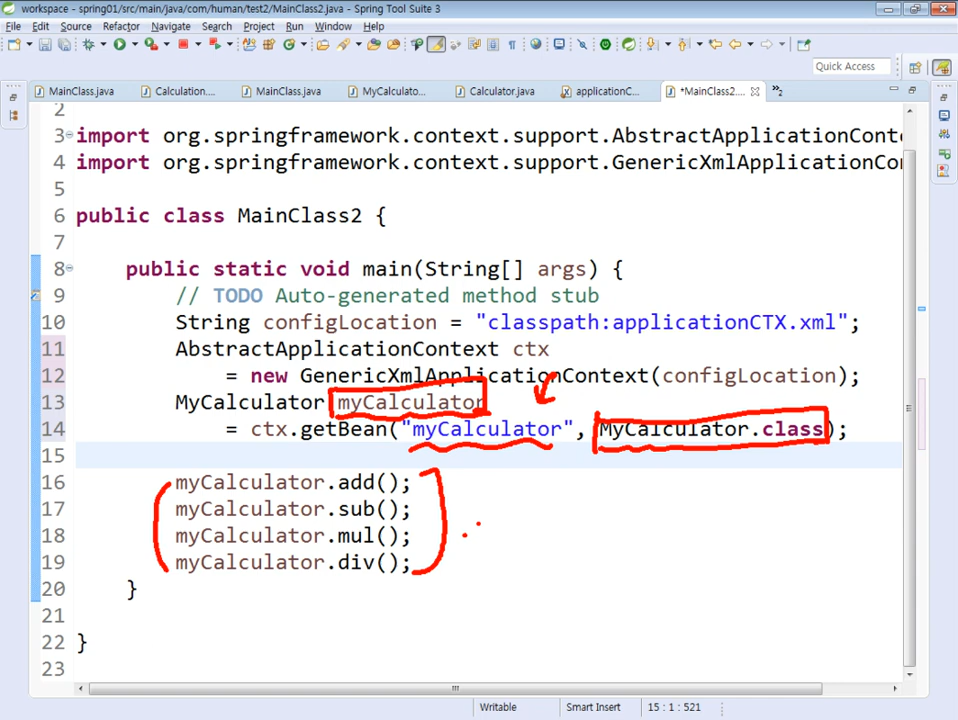 workspace - spring01/src/main/java/com/human/test2/MainClass2.java - Spring Tool Suite 3
File Edit Source Refactor Navigate Search Project Run Window Help
Quick Access
MainClass.java Calculation.... MainClass.java MyCalculato... Calculator.java applicationC... *MainClass2.... »2
2
3 import org.springframework.context.support.AbstractApplicationConte
4 import org.springframework.context.support.GenericXmlApplicationCon
5
6 public class MainClass2 {
7
8 public static void main(String[] args) {
9 // TODO Auto-generated method stub
10 String configLocation = "classpath:applicationCTX.xml";
11 AbstractApplicationContext ctx
12 = new GenericXmlApplicationContext(configLocation);
13 MyCalculator myCalculator
14 = ctx.getBean("myCalculator", MyCalculator.class);
15
16 myCalculator.add();
17 myCalculator.sub();
18 myCalculator.mul();
19 myCalculator.div();
20 }
21
22 }
23
Writable Smart Insert 15 : 1 : 521